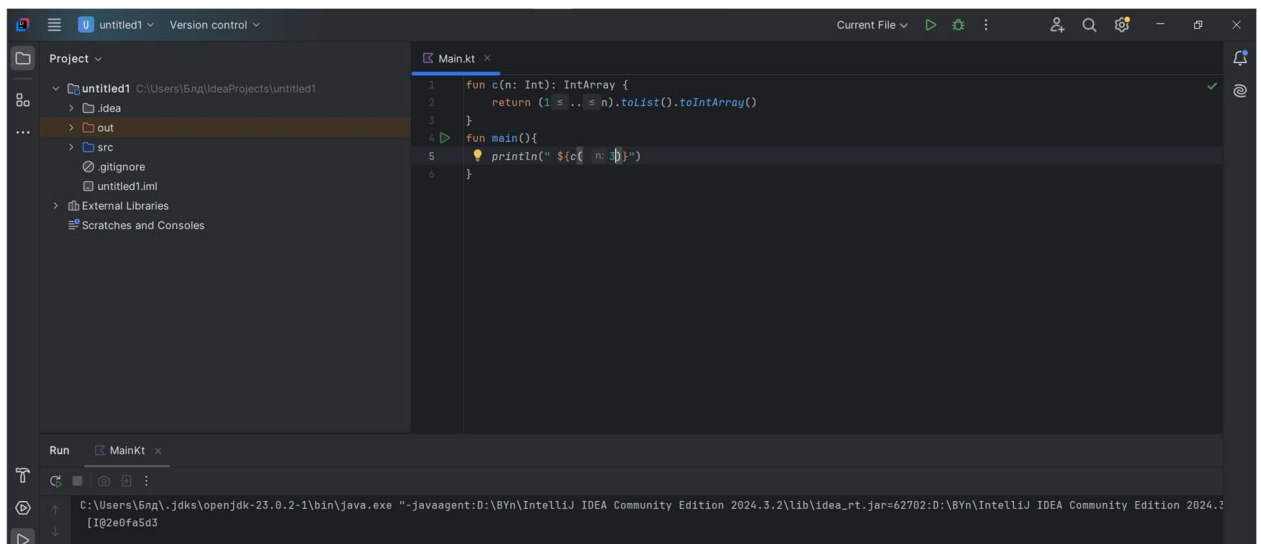 U untitled1 Version control Current File
Project
Main.kt
untitled1 C:\Users\Блд\IdeaProjects\untitled1
.idea
out
src
.gitignore
untitled1.iml
External Libraries
Scratches and Consoles
1 fun c(n: Int): IntArray {
2 return (1 ≤ .. ≤ n).toList().toIntArray()
3 }
4 fun main(){
5 println(" ${c( n: 3)}")
6 }
Run MainKt
C:\Users\Блд\.jdks\openjdk-23.0.2-1\bin\java.exe "-javaagent:D:\BYn\IntelliJ IDEA Community Edition 2024.3.2\lib\idea_rt.jar=62702:D:\BYn\IntelliJ IDEA Community Edition 2024.3
[I@2e0fa5d3